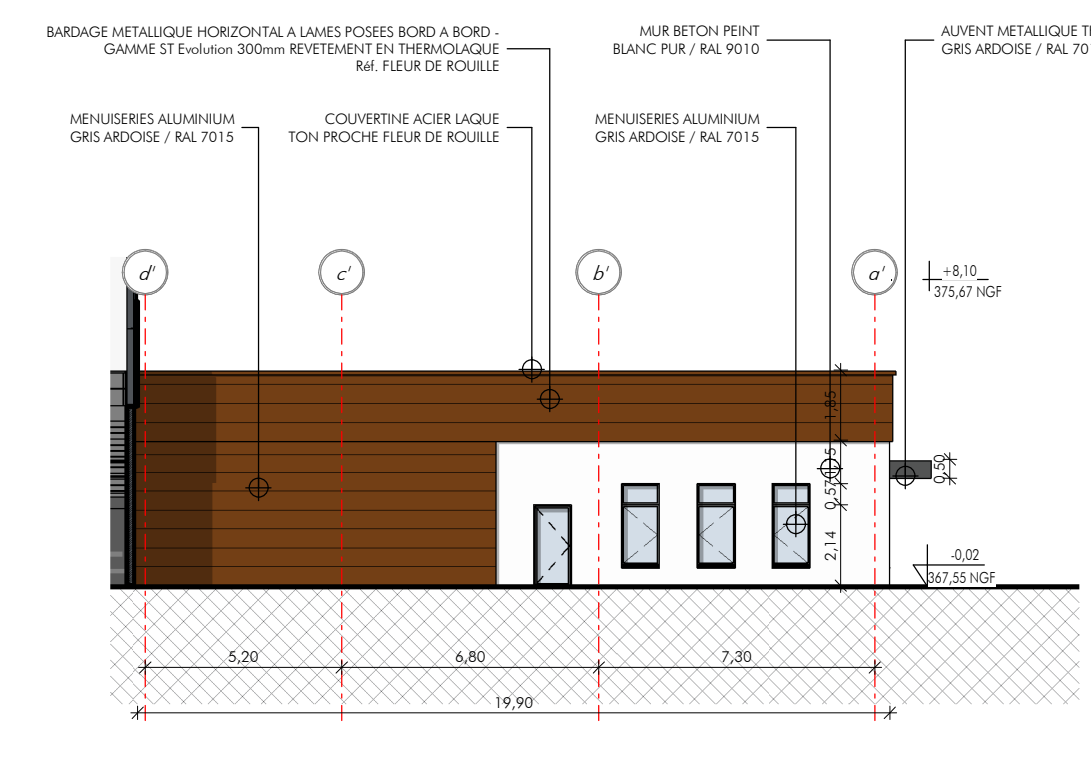 BARDAGE METALLIQUE HORIZONTAL A LAMES POSEES BORD A BORD -
GAMME ST Evolution 300mm REVETEMENT EN THERMOLAQUE
Réf. FLEUR DE ROUILLE
MUR BETON PEINT
BLANC PUR / RAL 9010
AUVENT METALLIQUE
GRIS ARDOISE / RAL 70
MENUISERIES ALUMINIUM
GRIS ARDOISE / RAL 7015
COUVERTINE ACIER LAQUE
TON PROCHE FLEUR DE ROUILLE
MENUISERIES ALUMINIUM
GRIS ARDOISE / RAL 7015
d'
c'
b'
a'
+8,10
375,67 NGF
1,85
0,57
2,14
0,50
-0,02
367,55 NGF
5,20
6,80
7,30
19,90